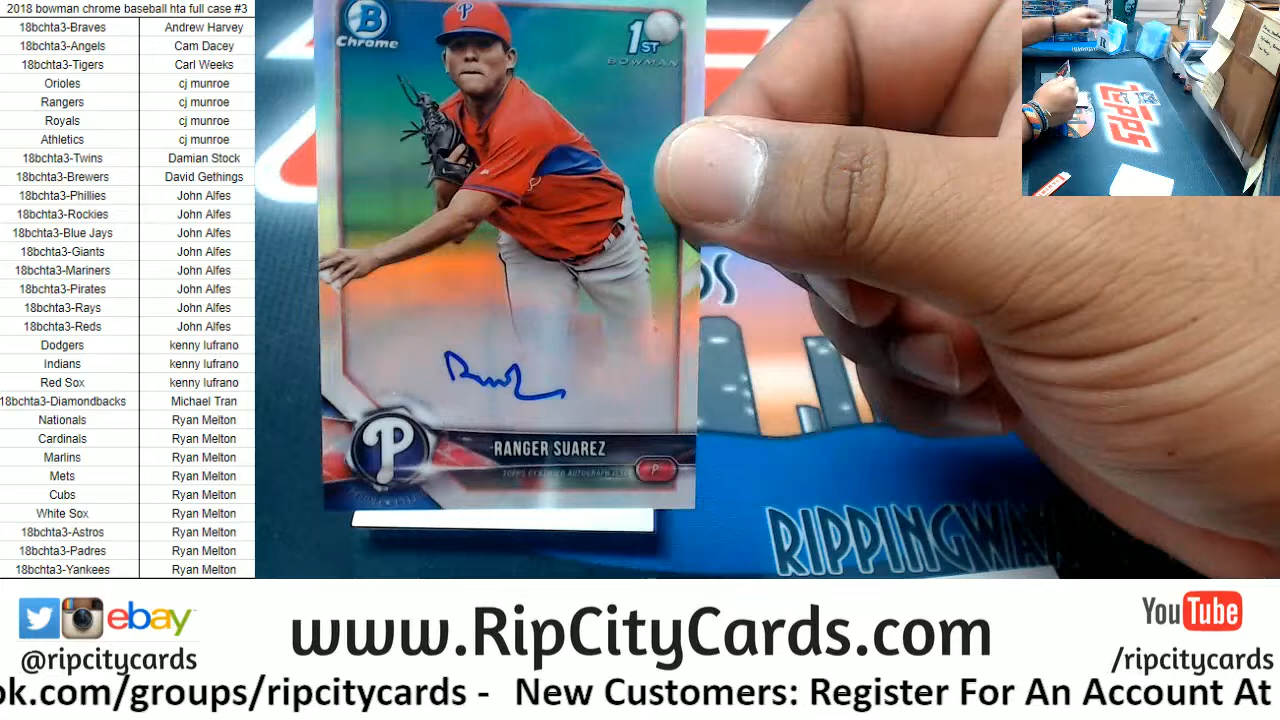 2018 bowman chrome baseball hta full case #3
18bchta3-Braves Andrew Harvey
18bchta3-Angels Cam Dacey
18bchta3-Tigers Carl Weeks
Orioles cj munroe
Rangers cj munroe
Royals cj munroe
Athletics cj munroe
18bchta3-Twins Damian Stock
18bchta3-Brewers David Gethings
18bchta3-Phillies John Alfes
18bchta3-Rockies John Alfes
18bchta3-Blue Jays John Alfes
18bchta3-Giants John Alfes
18bchta3-Mariners John Alfes
18bchta3-Pirates John Alfes
18bchta3-Rays John Alfes
18bchta3-Reds John Alfes
Dodgers kenny lufrano
Indians kenny lufrano
Red Sox kenny lufrano
18bchta3-Diamondbacks Michael Tran
Nationals Ryan Melton
Cardinals Ryan Melton
Marlins Ryan Melton
Mets Ryan Melton
Cubs Ryan Melton
White Sox Ryan Melton
18bchta3-Astros Ryan Melton
18bchta3-Padres Ryan Melton
18bchta3-Yankees Ryan Melton
B
Chrome
P
1ST
BOWMAN
P
RANGER SUAREZ
TOPPS CERTIFIED AUTOGRAPH ISSUE
P
topps
DS
RIPPINGWAX
ebay
@ripcitycards
www.RipCityCards.com
YouTube
/ripcitycards
ok.com/groups/ripcitycards - New Customers: Register For An Account At